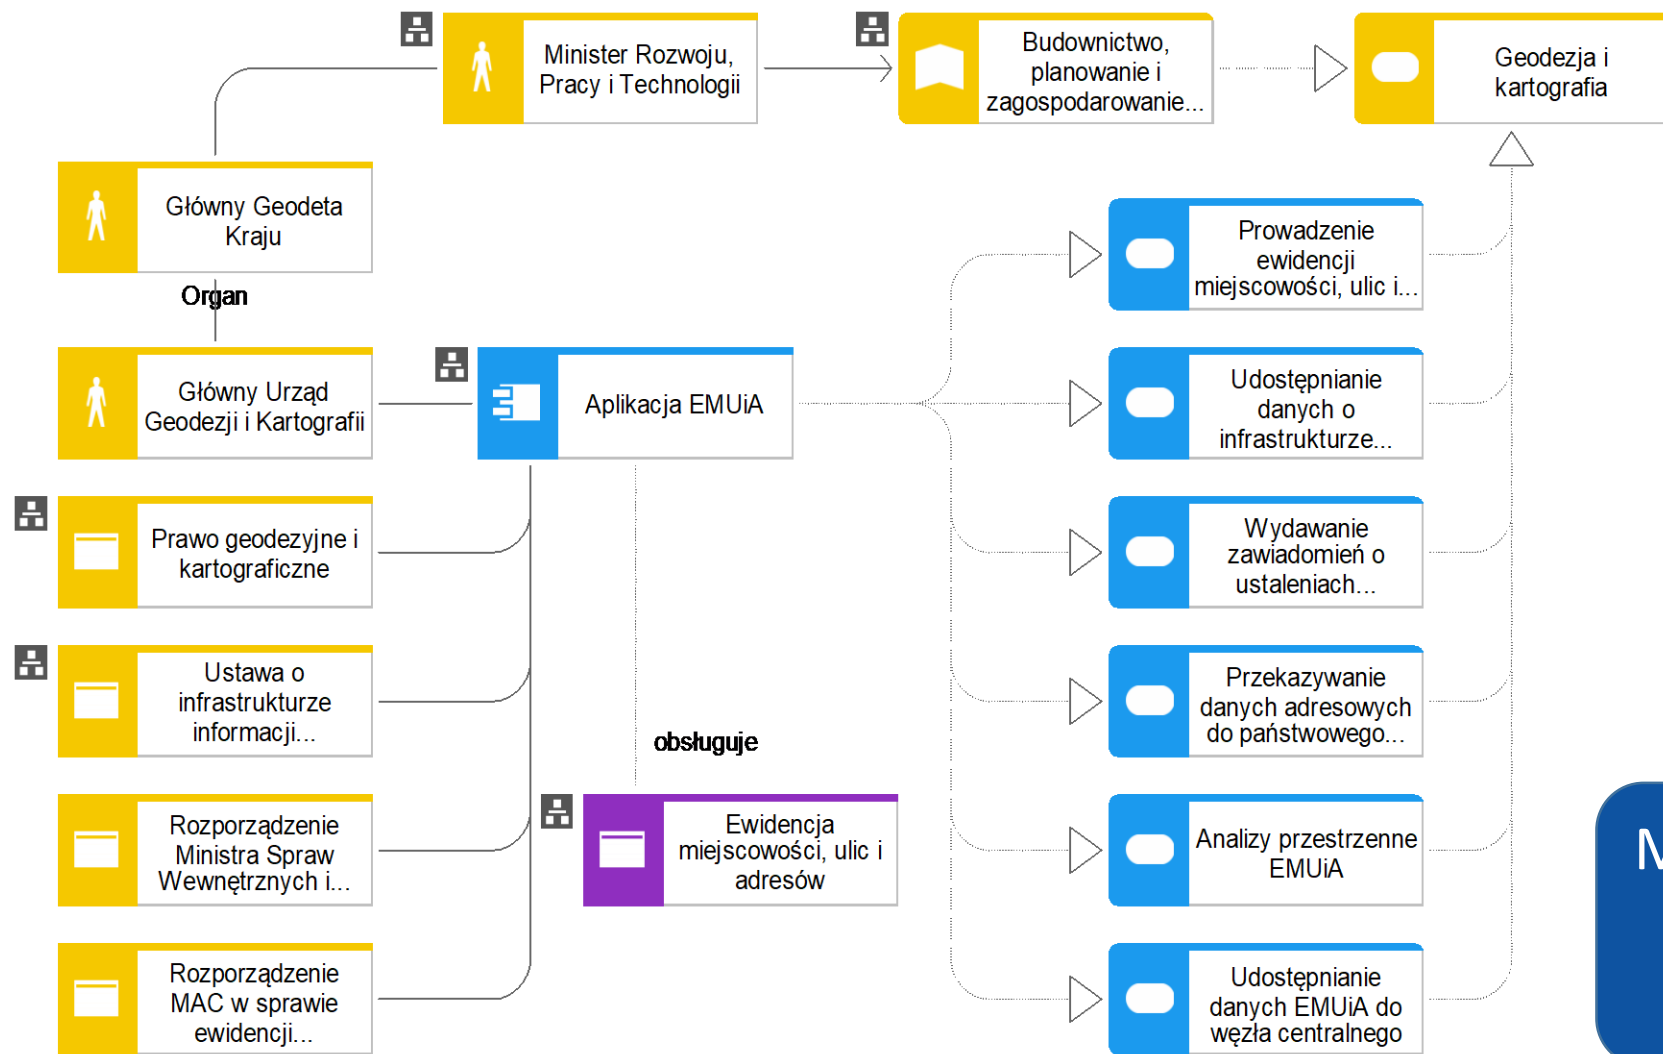 Minister Rozwoju,
Pracy i Technologii
Budownictwo,
planowanie i
zagospodarowanie...
Geodezja i
kartografia
Główny Geodeta
Kraju
Organ
Główny Urząd
Geodezji i Kartografii
Aplikacja EMUiA
Prowadzenie
ewidencji
miejscowości, ulic i...
Udostępnianie
danych o
infrastrukturze...
Prawo geodezyjne i
kartograficzne
Wydawanie
zawiadomień o
ustaleniach...
Ustawa o
infrastrukturze
informacji...
Przekazywanie
danych adresowych
do państwowego...
obsługuje
Rozporządzenie
Ministra Spraw
Wewnętrznych i...
Ewidencja
miejscowości, ulic i
adresów
Analizy przestrzenne
EMUiA
Rozporządzenie
MAC w sprawie
ewidencji...
Udostępnianie
danych EMUiA do
węzła centralnego